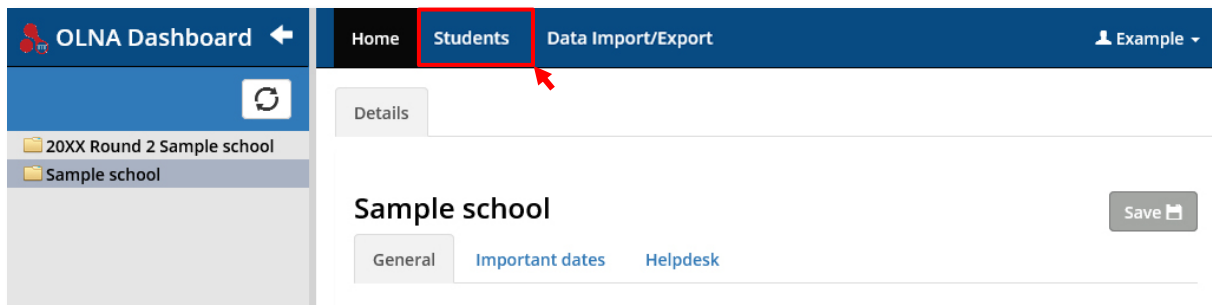 OLNA Dashboard
Home Students Data Import/Export Example
Details
20XX Round 2 Sample school
Sample school
Sample school Save
General Important dates Helpdesk